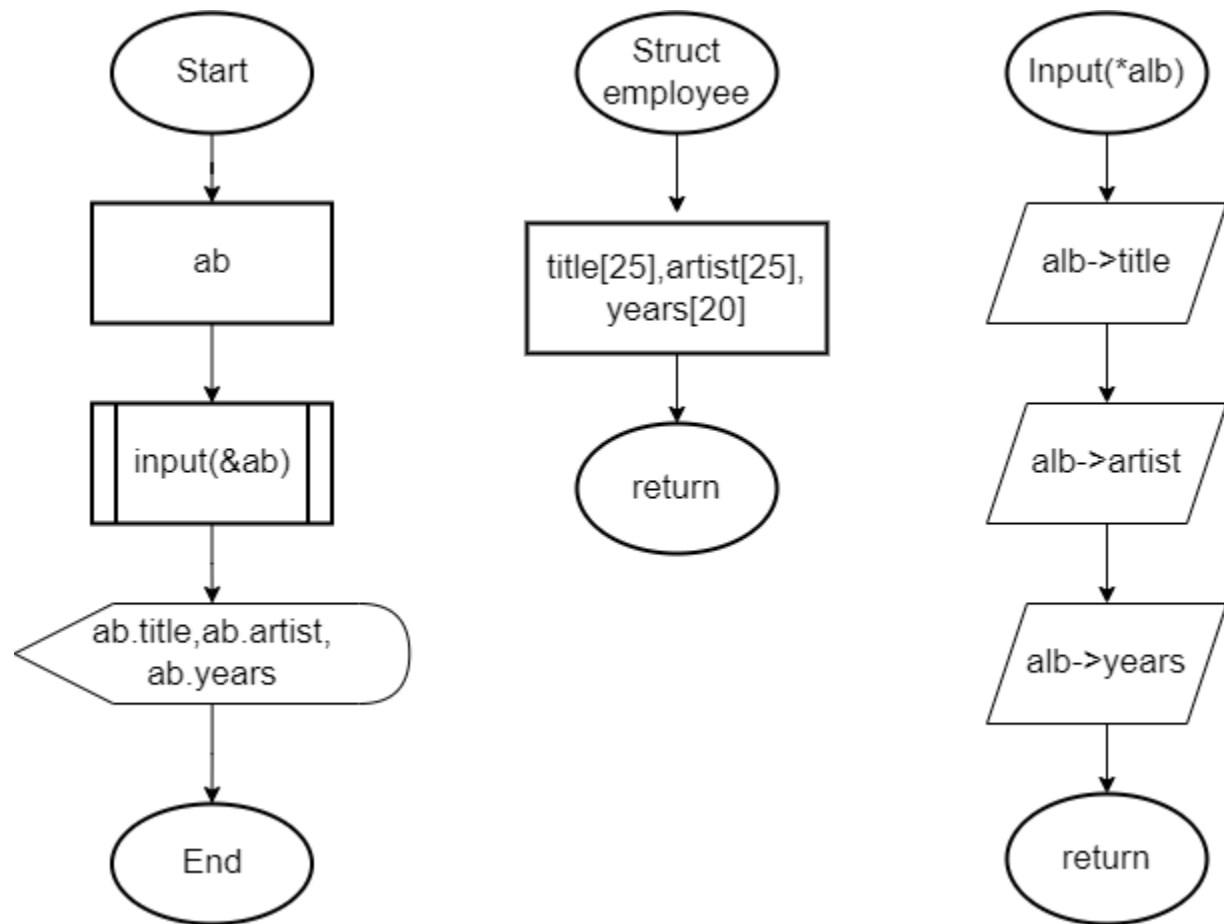 Start
ab
input(&ab)
ab.title,ab.artist,
ab.years
End
Struct
employee
title[25],artist[25],
years[20]
return
Input(*alb)
alb->title
alb->artist
alb->years
return